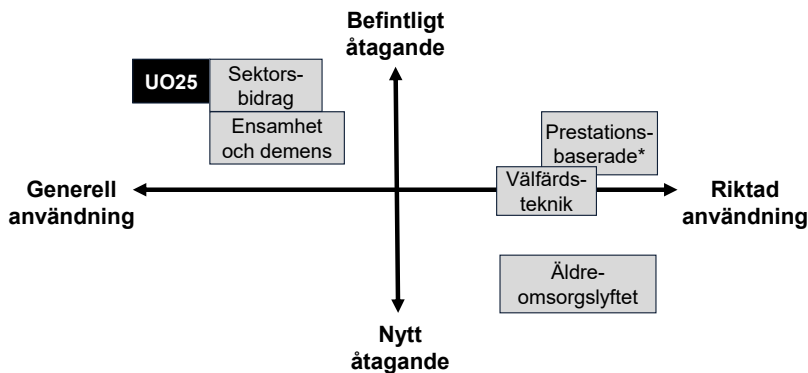 Befintligt
åtagande
UO25
Sektors-
bidrag
Ensamhet
och demens
Prestations-
baserade*
Välfärds-
teknik
Generell
användning
Riktad
användning
Äldre-
omsorgslyftet
Nytt
åtagande